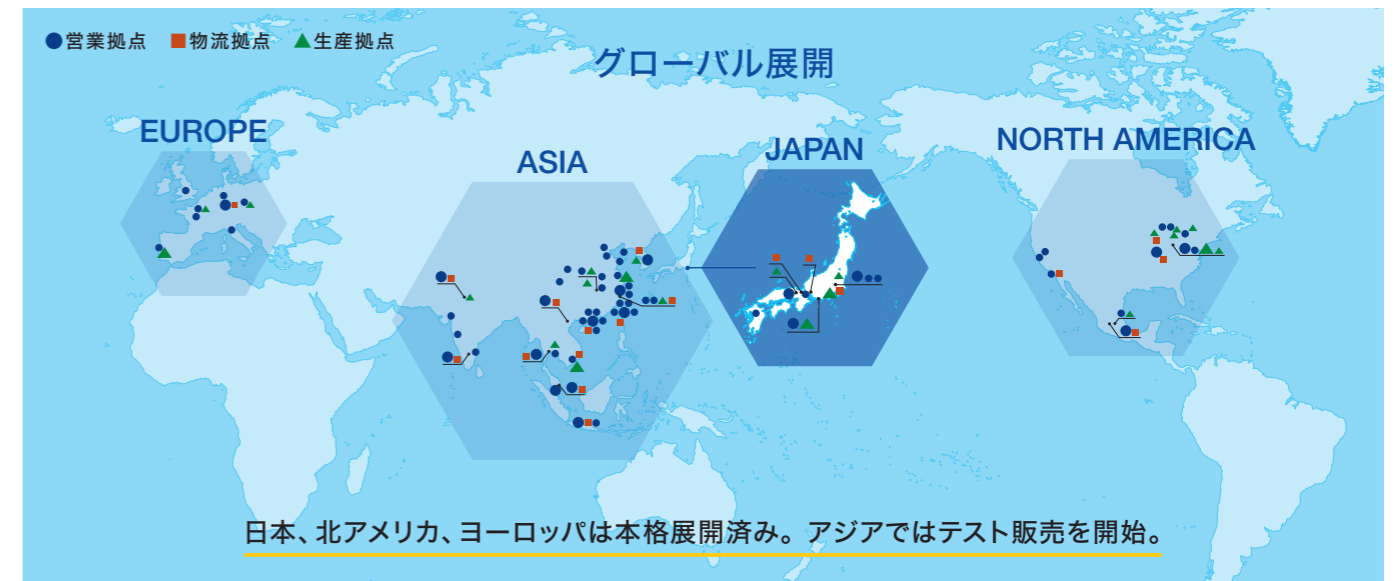 ●営業拠点 ■物流拠点 ▲生産拠点
グローバル展開
EUROPE
ASIA
JAPAN
NORTH AMERICA
日本、北アメリカ、ヨーロッパは本格展開済み。アジアではテスト販売を開始。